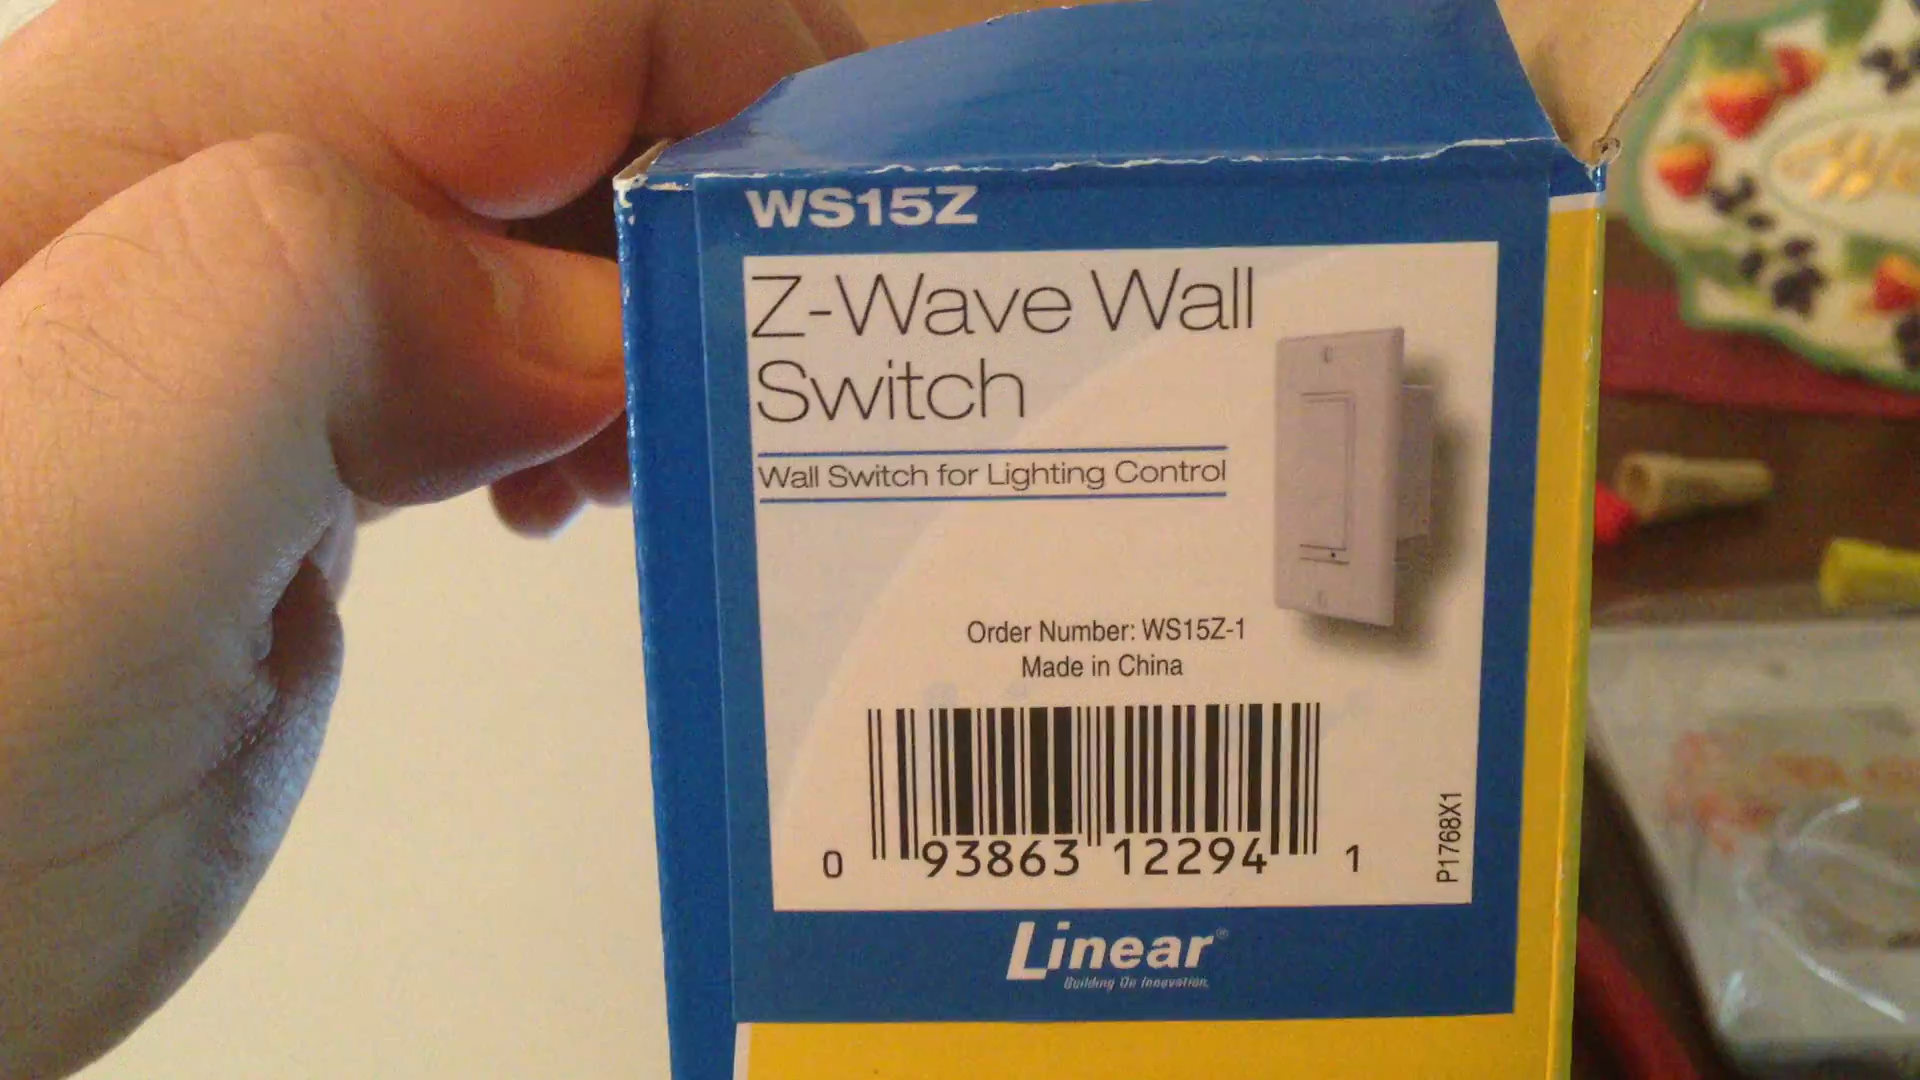 WS15Z
Z-Wave Wall
Switch
Wall Switch for Lighting Control
Order Number: WS15Z-1
Made in China
0 93863 12294 1
P1768X1
Linear®
Building On Innovation.